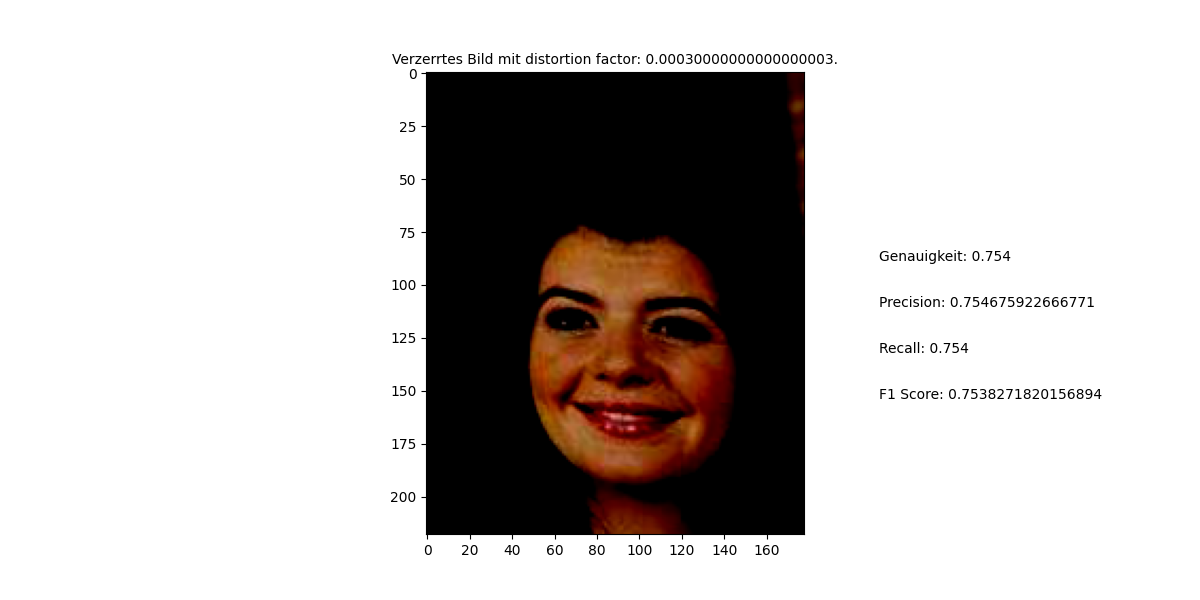 Verzerrtes Bild mit distortion factor: 0.00030000000000000003.
0
25
50
75
100
125
150
175
200
0 20 40 60 80 100 120 140 160
Genauigkeit: 0.754
Precision: 0.754675922666771
Recall: 0.754
F1 Score: 0.7538271820156894